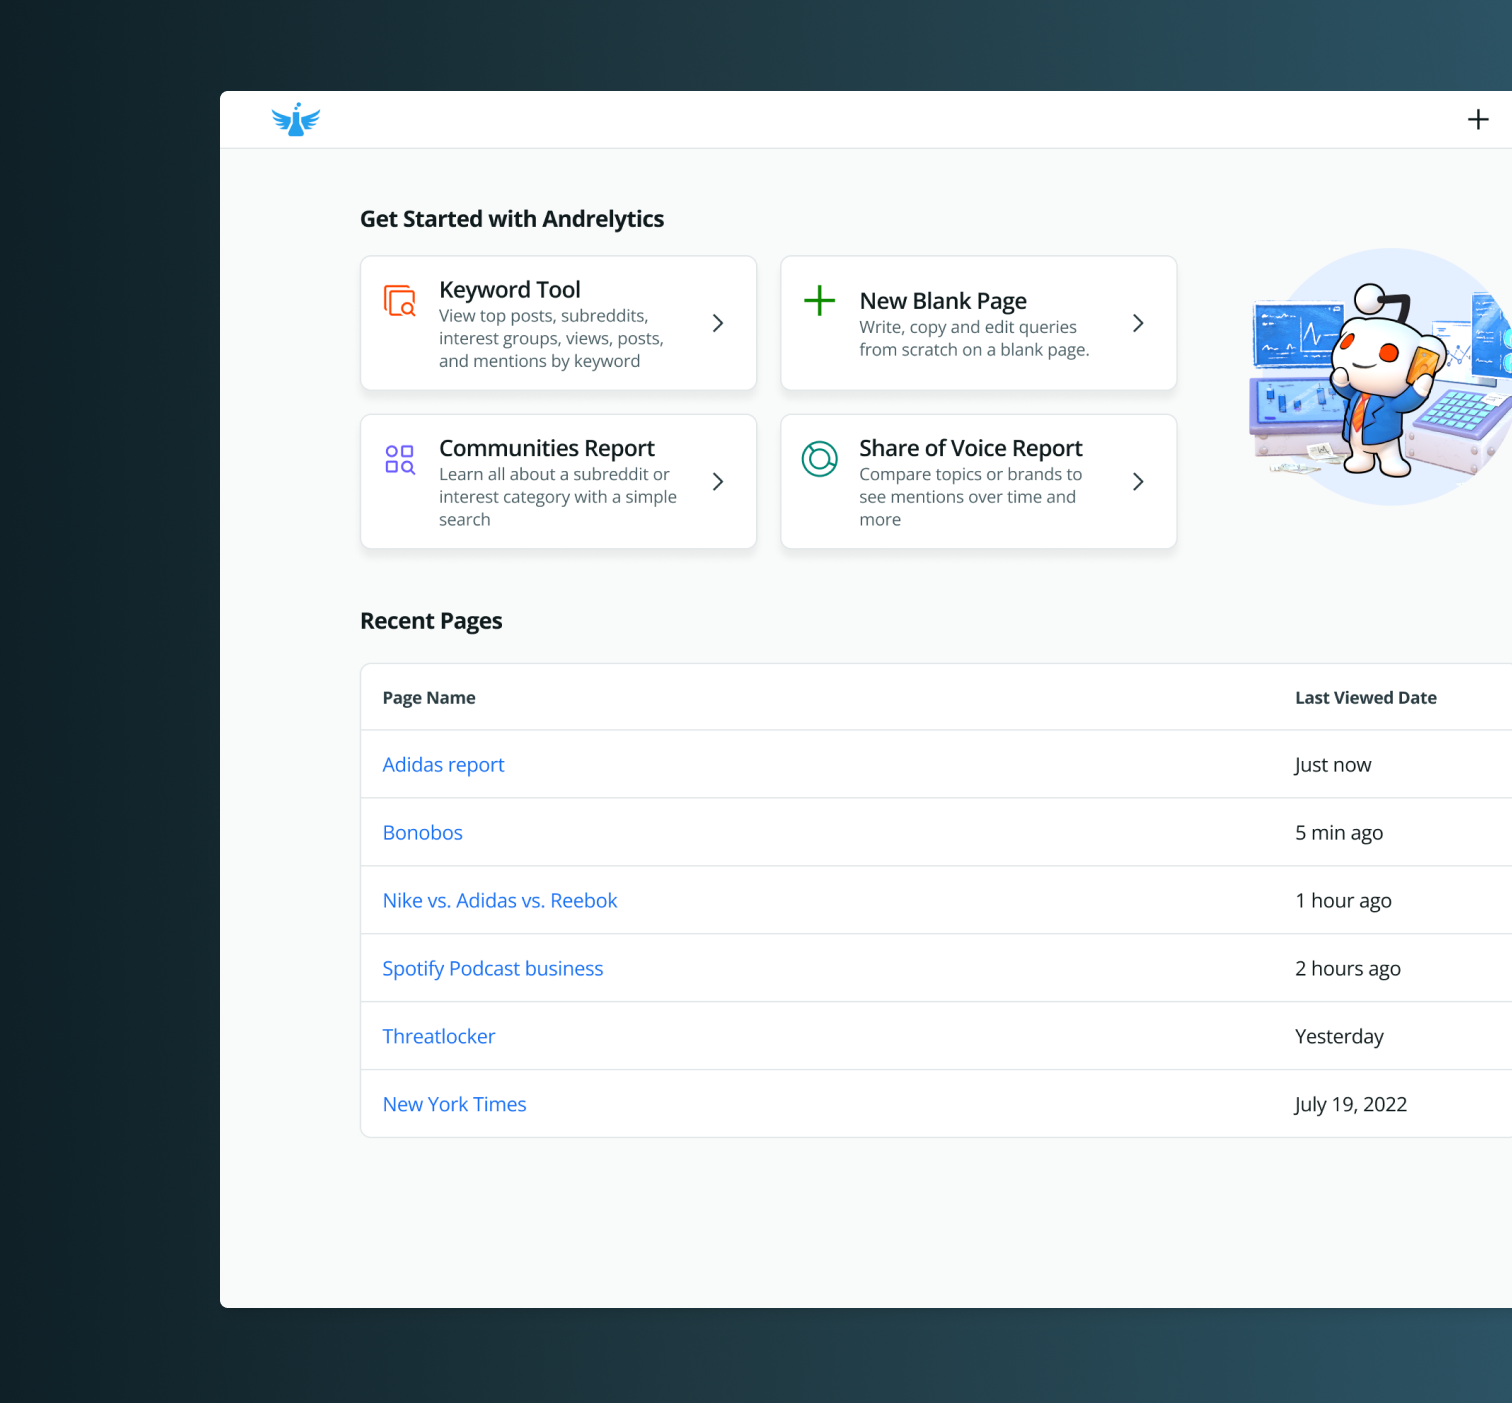 Get Started with Andrelytics
Keyword Tool
View top posts, subreddits,
interest groups, views, posts,
and mentions by keyword
New Blank Page
Write, copy and edit queries
from scratch on a blank page.
Communities Report
Learn all about a subreddit or
interest category with a simple
search
Share of Voice Report
Compare topics or brands to
see mentions over time and
more
Recent Pages
Page Name
Last Viewed Date
Adidas report
Just now
Bonobos
5 min ago
Nike vs. Adidas vs. Reebok
1 hour ago
Spotify Podcast business
2 hours ago
Threatlocker
Yesterday
New York Times
July 19, 2022